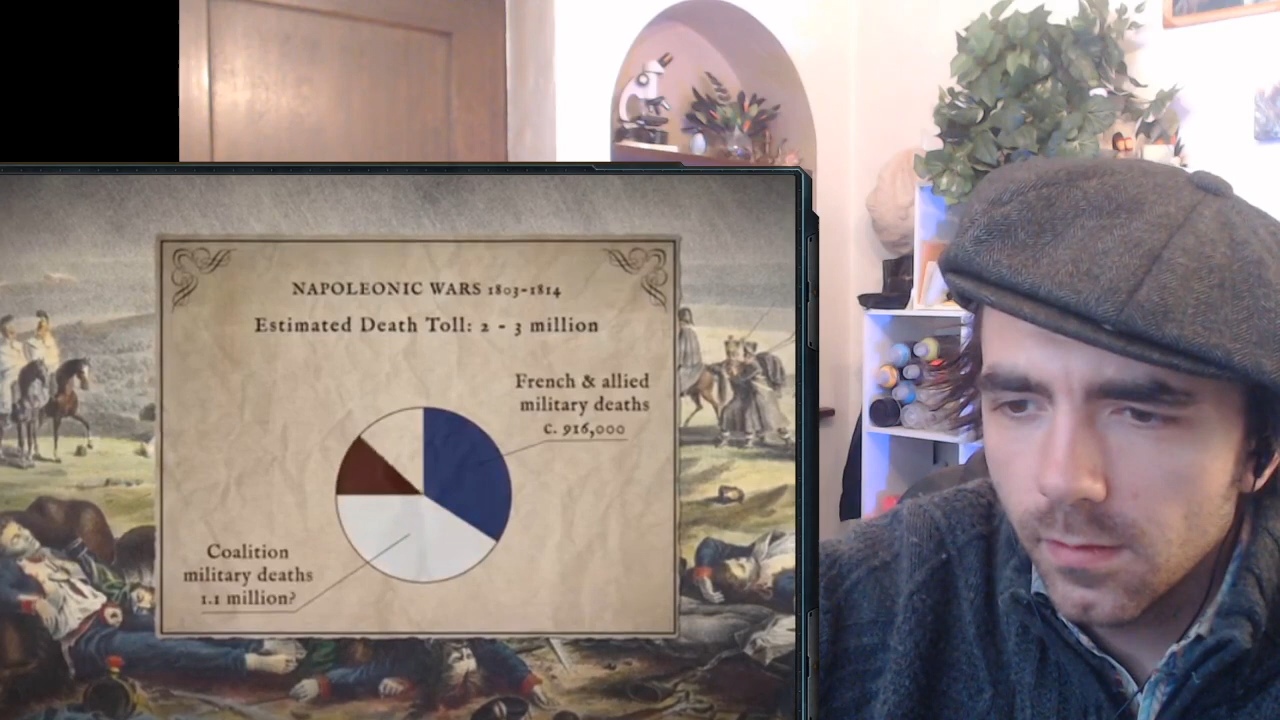 NAPOLEONIC WARS 1803-1814
Estimated Death Toll: 2 - 3 million
French & allied
military deaths
c. 916,000
Coalition
military deaths
1.1 million?